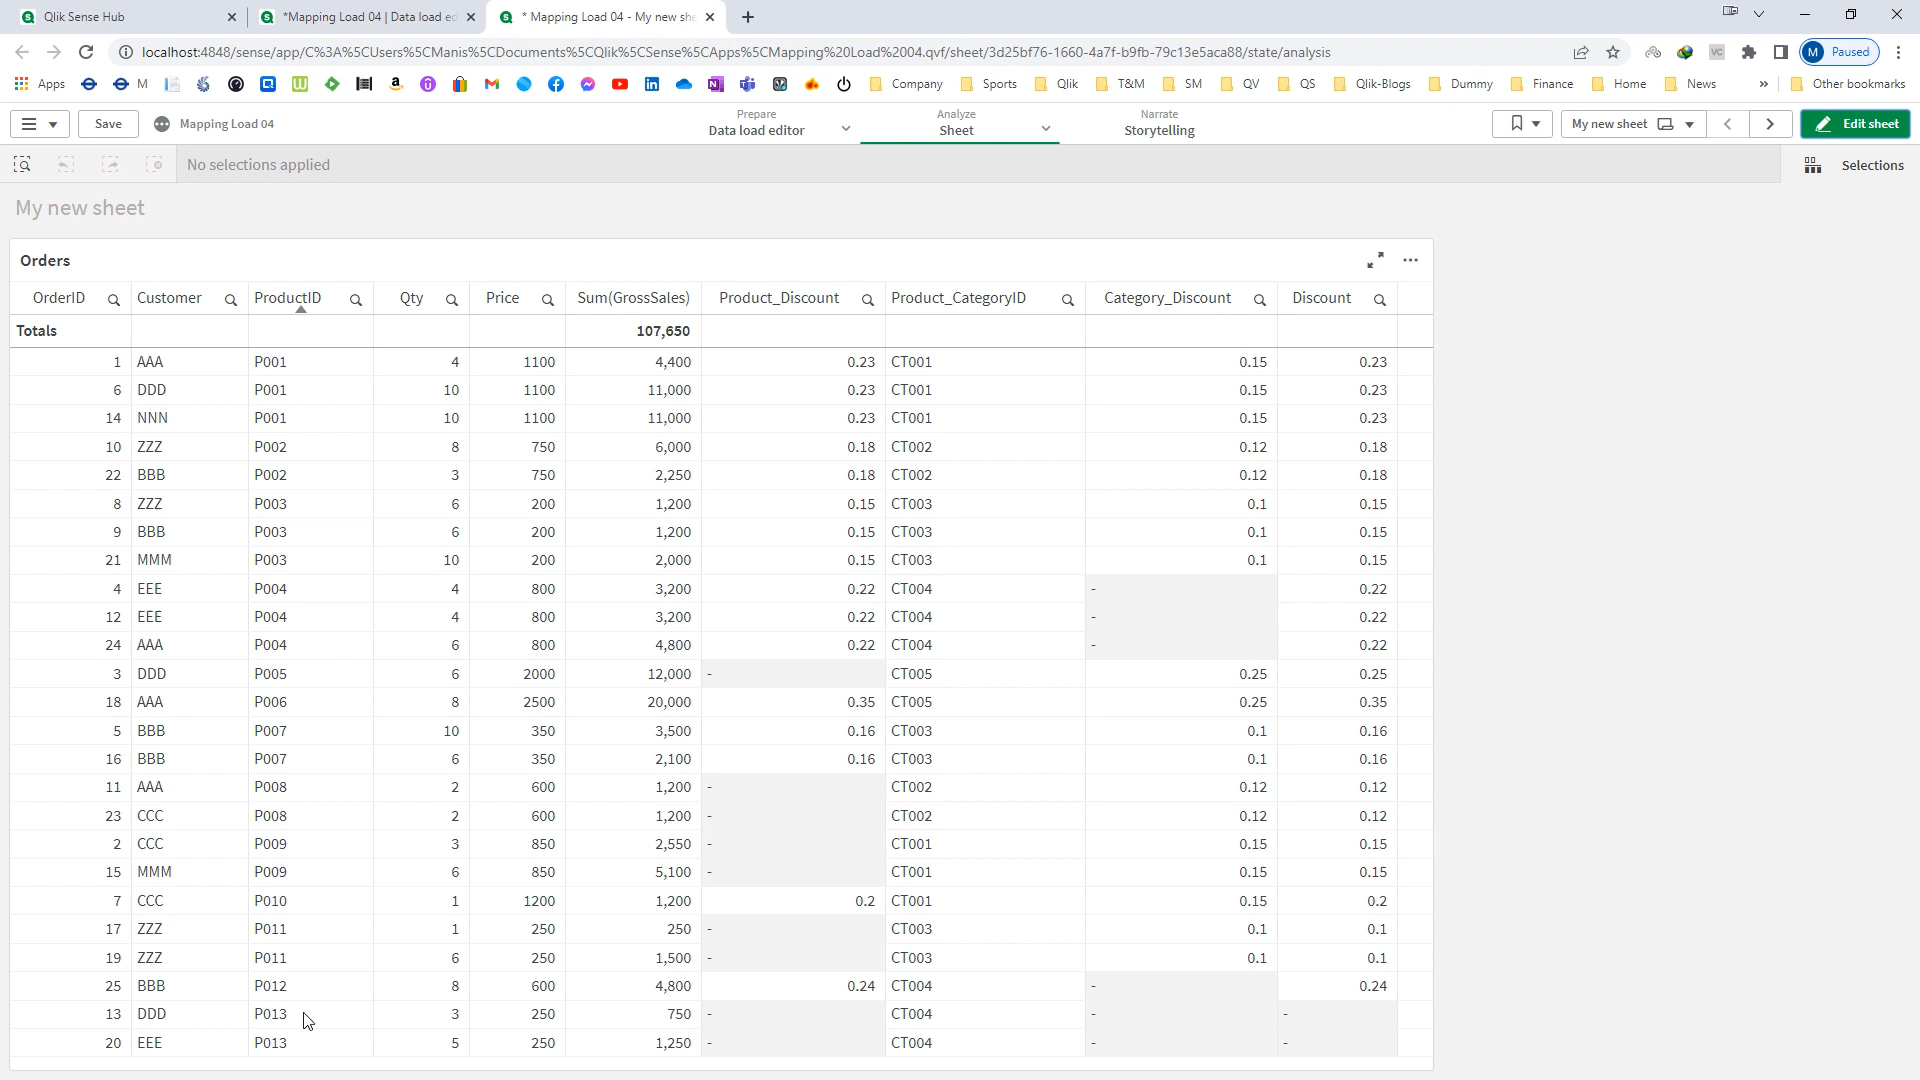 Qlik Sense Hub
*Mapping Load 04 | Data load ed
* Mapping Load 04 - My new she
localhost:4848/sense/app/C%3A%5CUsers%5CManis%5CDocuments%5CQlik%5CSense%5CApps%5CMapping%20Load%2004.qvf/sheet/3d25bf76-1660-4a7f-b9fb-79c13e5aca88/state/analysis
M Paused
Apps M Company Sports Qlik T&M SM QV QS Qlik-Blogs Dummy Finance Home News » Other bookmarks
Save Mapping Load 04
Prepare
Data load editor
Analyze
Sheet
Narrate
Storytelling
My new sheet
Edit sheet
No selections applied
Selections
My new sheet
Orders
OrderID Customer ProductID Qty Price Sum(GrossSales) Product_Discount Product_CategoryID Category_Discount Discount
Totals 107,650
1 AAA P001 4 1100 4,400 0.23 CT001 0.15 0.23
6 DDD P001 10 1100 11,000 0.23 CT001 0.15 0.23
14 NNN P001 10 1100 11,000 0.23 CT001 0.15 0.23
10 ZZZ P002 8 750 6,000 0.18 CT002 0.12 0.18
22 BBB P002 3 750 2,250 0.18 CT002 0.12 0.18
8 ZZZ P003 6 200 1,200 0.15 CT003 0.1 0.15
9 BBB P003 6 200 1,200 0.15 CT003 0.1 0.15
21 MMM P003 10 200 2,000 0.15 CT003 0.1 0.15
4 EEE P004 4 800 3,200 0.22 CT004 - 0.22
12 EEE P004 4 800 3,200 0.22 CT004 - 0.22
24 AAA P004 6 800 4,800 0.22 CT004 - 0.22
3 DDD P005 6 2000 12,000 - CT005 0.25 0.25
18 AAA P006 8 2500 20,000 0.35 CT005 0.25 0.35
5 BBB P007 10 350 3,500 0.16 CT003 0.1 0.16
16 BBB P007 6 350 2,100 0.16 CT003 0.1 0.16
11 AAA P008 2 600 1,200 - CT002 0.12 0.12
23 CCC P008 2 600 1,200 - CT002 0.12 0.12
2 CCC P009 3 850 2,550 - CT001 0.15 0.15
15 MMM P009 6 850 5,100 - CT001 0.15 0.15
7 CCC P010 1 1200 1,200 0.2 CT001 0.15 0.2
17 ZZZ P011 1 250 250 - CT003 0.1 0.1
19 ZZZ P011 6 250 1,500 - CT003 0.1 0.1
25 BBB P012 8 600 4,800 0.24 CT004 - 0.24
13 DDD P013 3 250 750 - CT004 - -
20 EEE P013 5 250 1,250 - CT004 - -